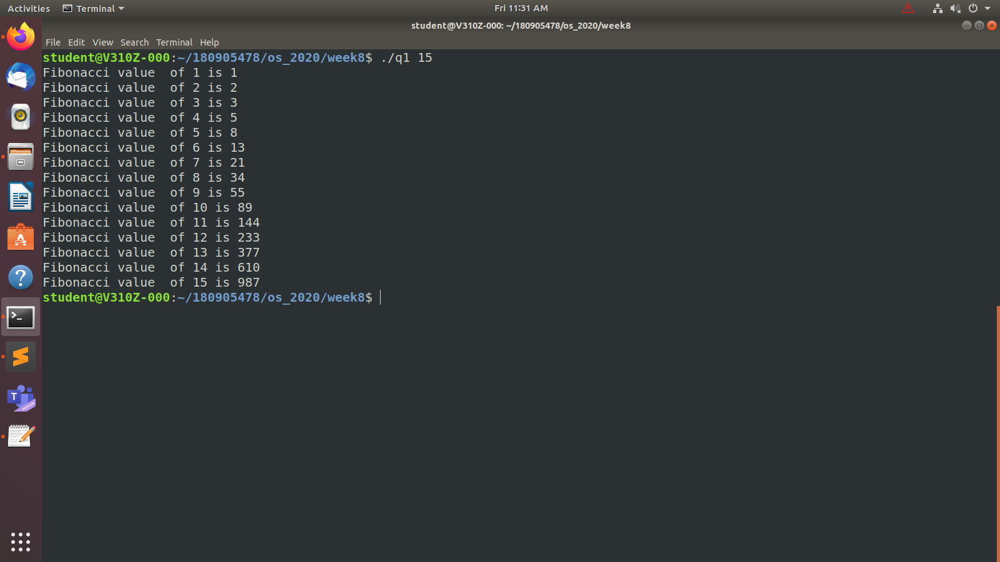 Activities Terminal Fri 11:31 AM
student@V310Z-000: ~/180905478/os_2020/week8
File Edit View Search Terminal Help
student@V310Z-000:~/180905478/os_2020/week8$ ./q1 15
Fibonacci value  of 1 is 1
Fibonacci value  of 2 is 2
Fibonacci value  of 3 is 3
Fibonacci value  of 4 is 5
Fibonacci value  of 5 is 8
Fibonacci value  of 6 is 13
Fibonacci value  of 7 is 21
Fibonacci value  of 8 is 34
Fibonacci value  of 9 is 55
Fibonacci value  of 10 is 89
Fibonacci value  of 11 is 144
Fibonacci value  of 12 is 233
Fibonacci value  of 13 is 377
Fibonacci value  of 14 is 610
Fibonacci value  of 15 is 987
student@V310Z-000:~/180905478/os_2020/week8$
T
PREVIEW